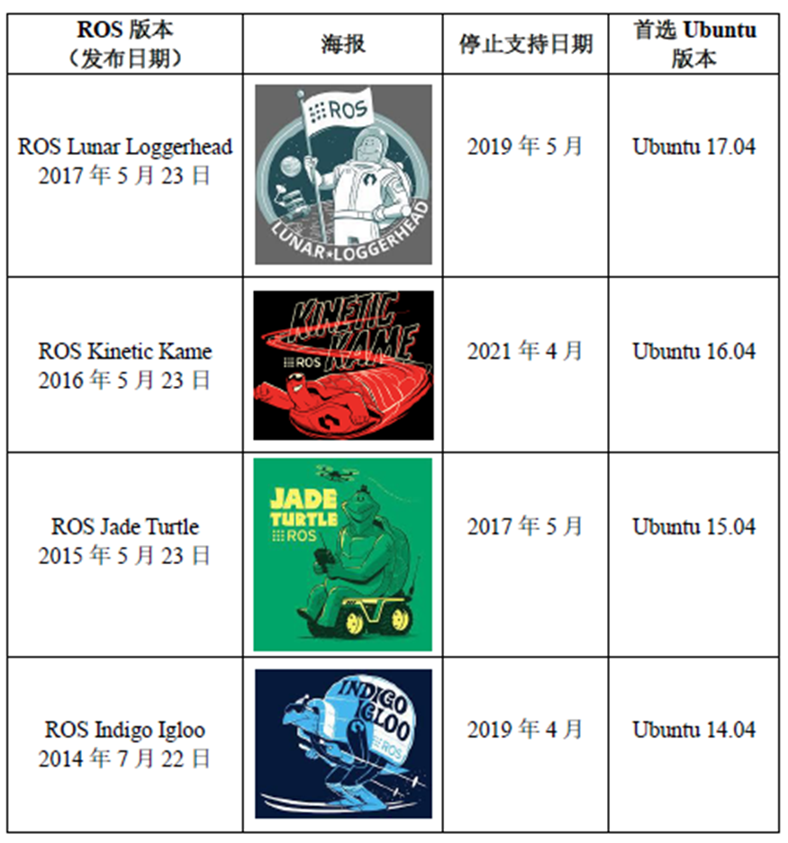 ROS 版本
（发布日期）
海报
停止支持日期
首选 Ubuntu
版本
ROS Lunar Loggerhead
2017 年 5 月 23 日
ROS
LUNAR★LOGGERHEAD
2019 年 5 月
Ubuntu 17.04
ROS Kinetic Kame
2016 年 5 月 23 日
KINETIC
KAME
ROS
2021 年 4 月
Ubuntu 16.04
ROS Jade Turtle
2015 年 5 月 23 日
JADE
TURTLE
ROS
2017 年 5 月
Ubuntu 15.04
ROS Indigo Igloo
2014 年 7 月 22 日
INDIGO
IGLOO
ROS
2019 年 4 月
Ubuntu 14.04